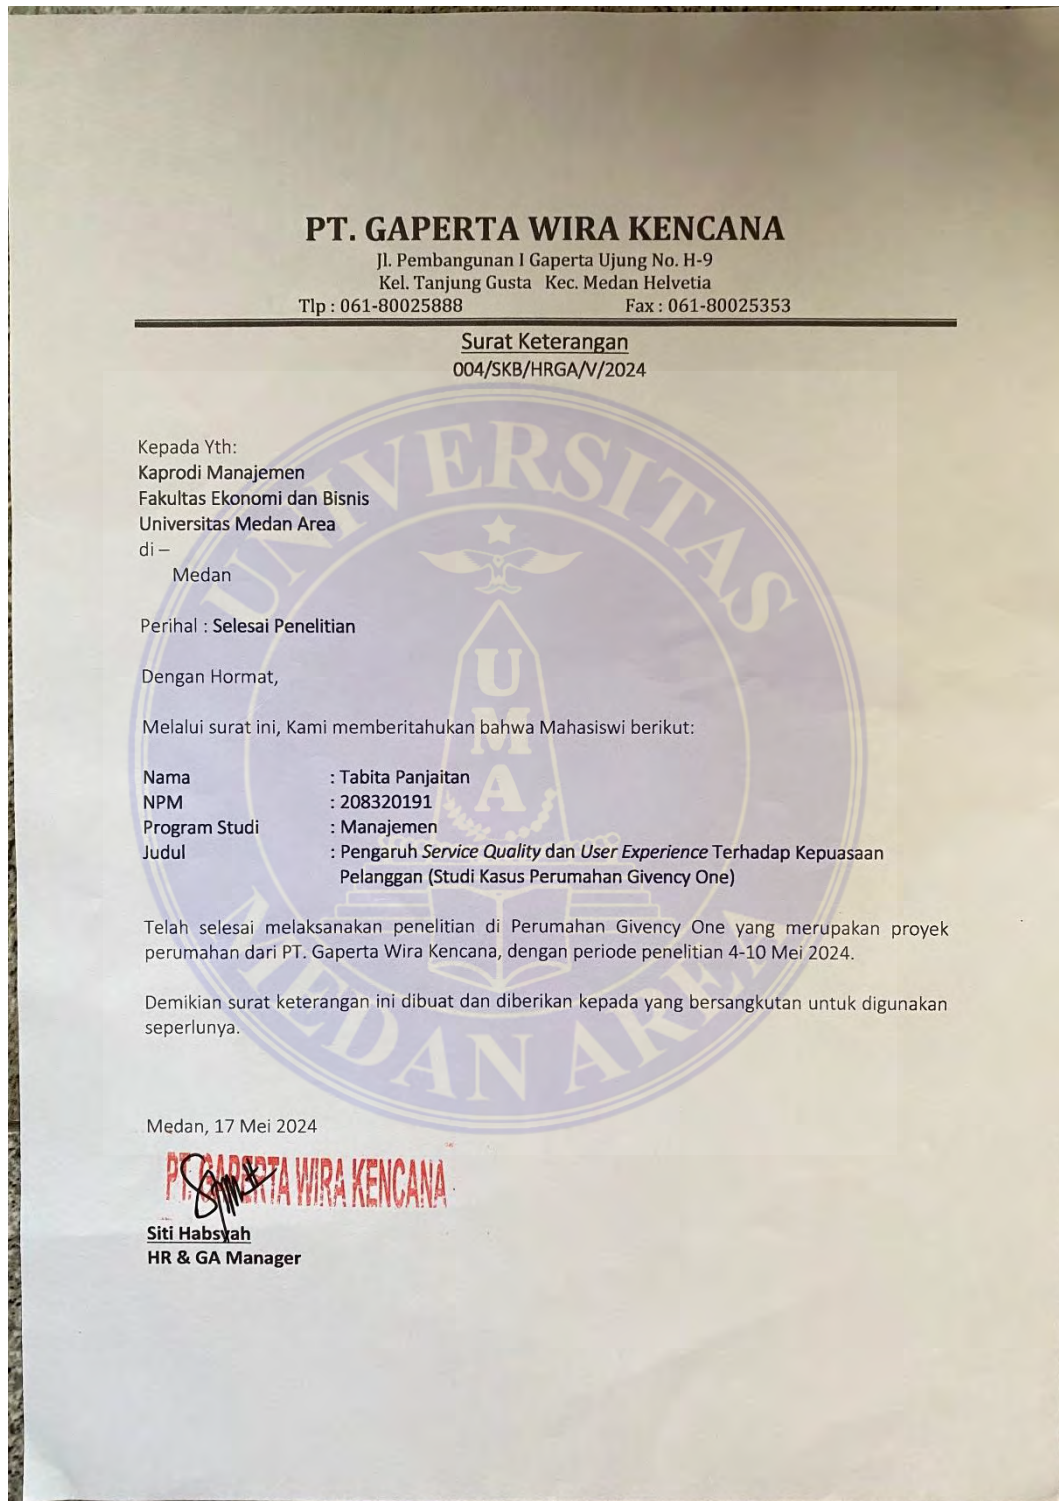 PT. GAPERTA WIRA KENCANA
Jl. Pembangunan I Gaperta Ujung No. H-9
Kel. Tanjung Gusta Kec. Medan Helvetia
Tlp : 061-80025888 Fax : 061-80025353
Surat Keterangan
004/SKB/HRGA/V/2024
Kepada Yth:
Kaprodi Manajemen
Fakultas Ekonomi dan Bisnis
Universitas Medan Area
di –
Medan
Perihal : Selesai Penelitian
Dengan Hormat,
Melalui surat ini, Kami memberitahukan bahwa Mahasiswi berikut:
Nama : Tabita Panjaitan
NPM : 208320191
Program Studi : Manajemen
Judul : Pengaruh Service Quality dan User Experience Terhadap Kepuasaan
Pelanggan (Studi Kasus Perumahan Givency One)
Telah selesai melaksanakan penelitian di Perumahan Givency One yang merupakan proyek
perumahan dari PT. Gaperta Wira Kencana, dengan periode penelitian 4-10 Mei 2024.
Demikian surat keterangan ini dibuat dan diberikan kepada yang bersangkutan untuk digunakan
seperlunya.
Medan, 17 Mei 2024
PT. GAPERTA WIRA KENCANA
Siti Habsyah
HR & GA Manager
UNIVERSITAS
UMA
MEDAN AREA